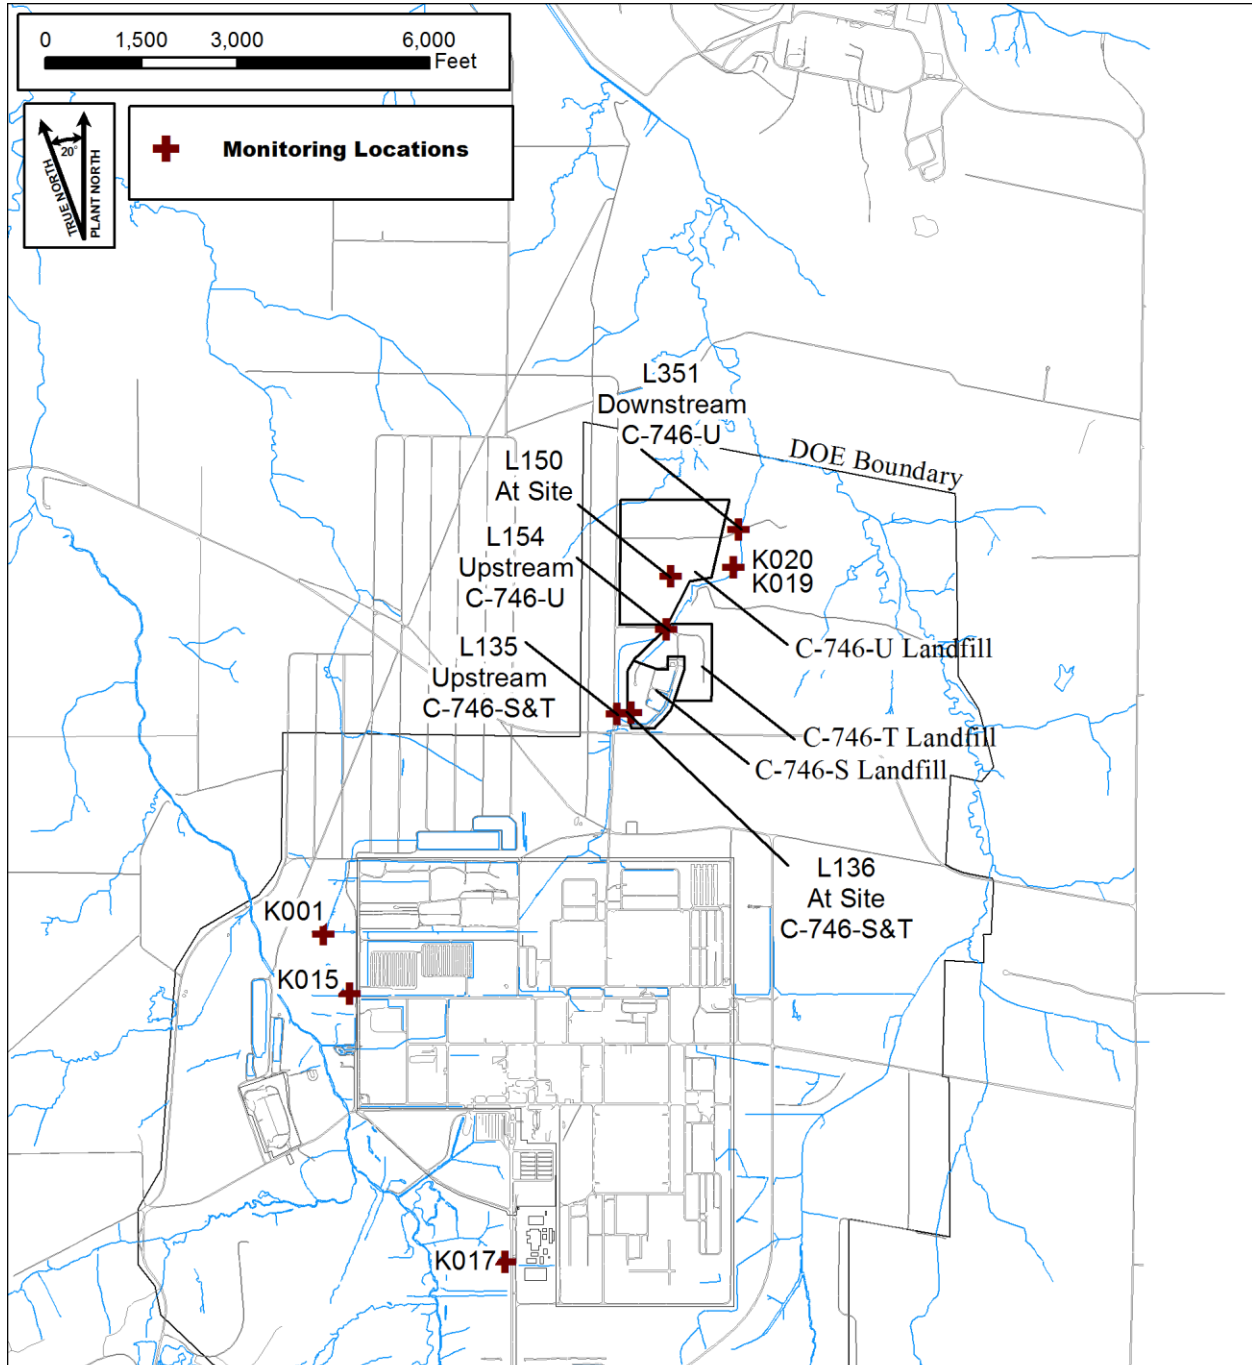 0 1,500 3,000 6,000
Feet
20°
TRUE NORTH
PLANT NORTH
Monitoring Locations
L351
Downstream
C-746-U
DOE Boundary
L150
At Site
L154
Upstream
C-746-U
K020
K019
L135
Upstream
C-746-S&T
C-746-U Landfill
C-746-T Landfill
C-746-S Landfill
L136
At Site
C-746-S&T
K001
K015
K017